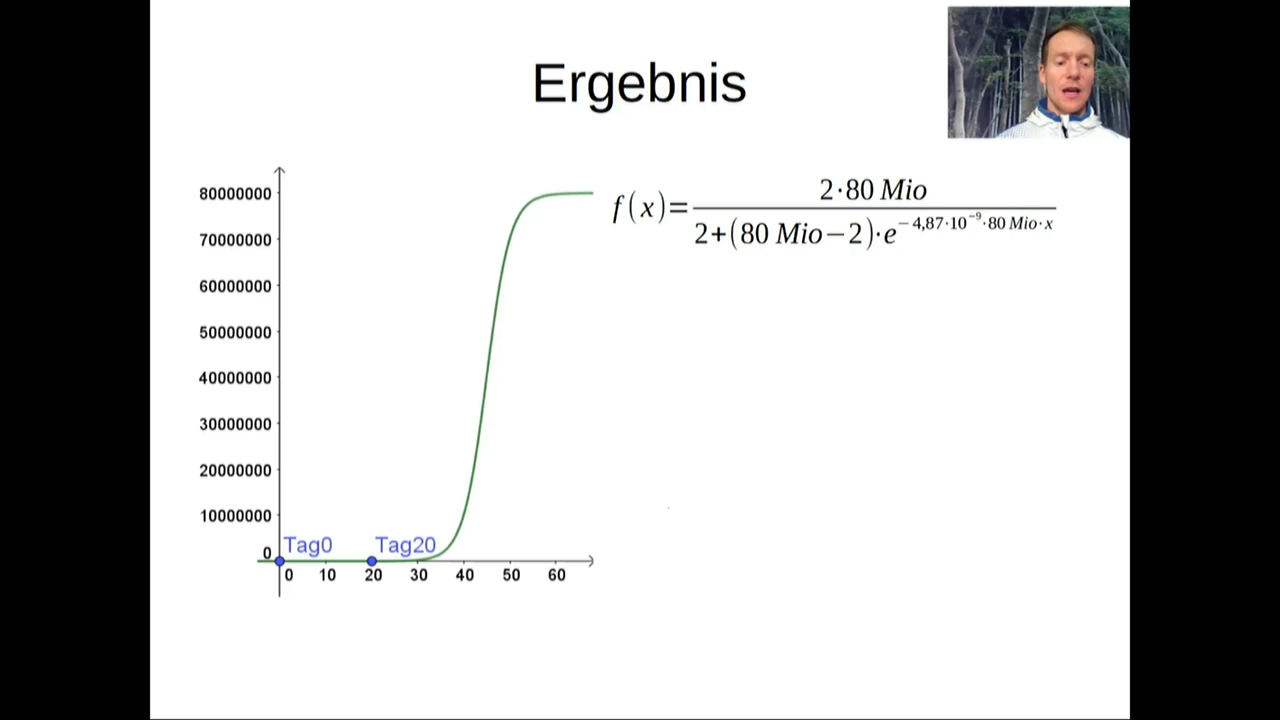 Ergebnis
f(x)=2·80 Mio / 2+(80 Mio−2)·e^−4,87·10^−9·80 Mio·x
80000000
70000000
60000000
50000000
40000000
30000000
20000000
10000000
0
Tag0 Tag20
0 10 20 30 40 50 60